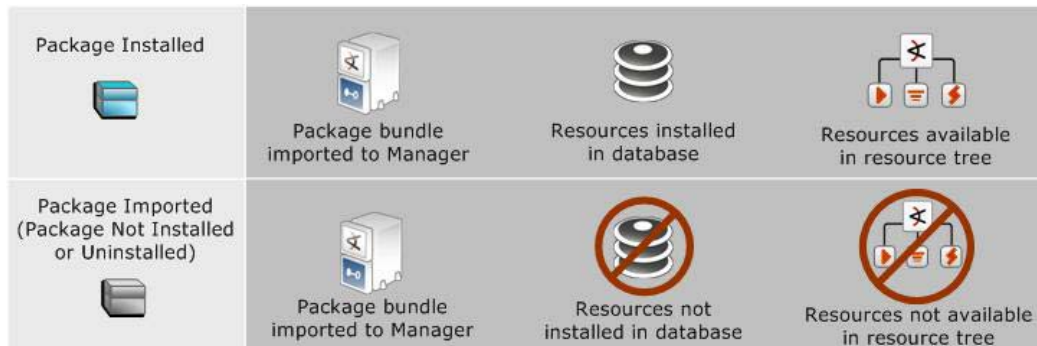 Package Installed
Package bundle
imported to Manager
Resources installed
in database
Resources available
in resource tree
Package Imported
(Package Not Installed
or Uninstalled)
Package bundle
imported to Manager
Resources not
installed in database
Resources not available
in resource tree